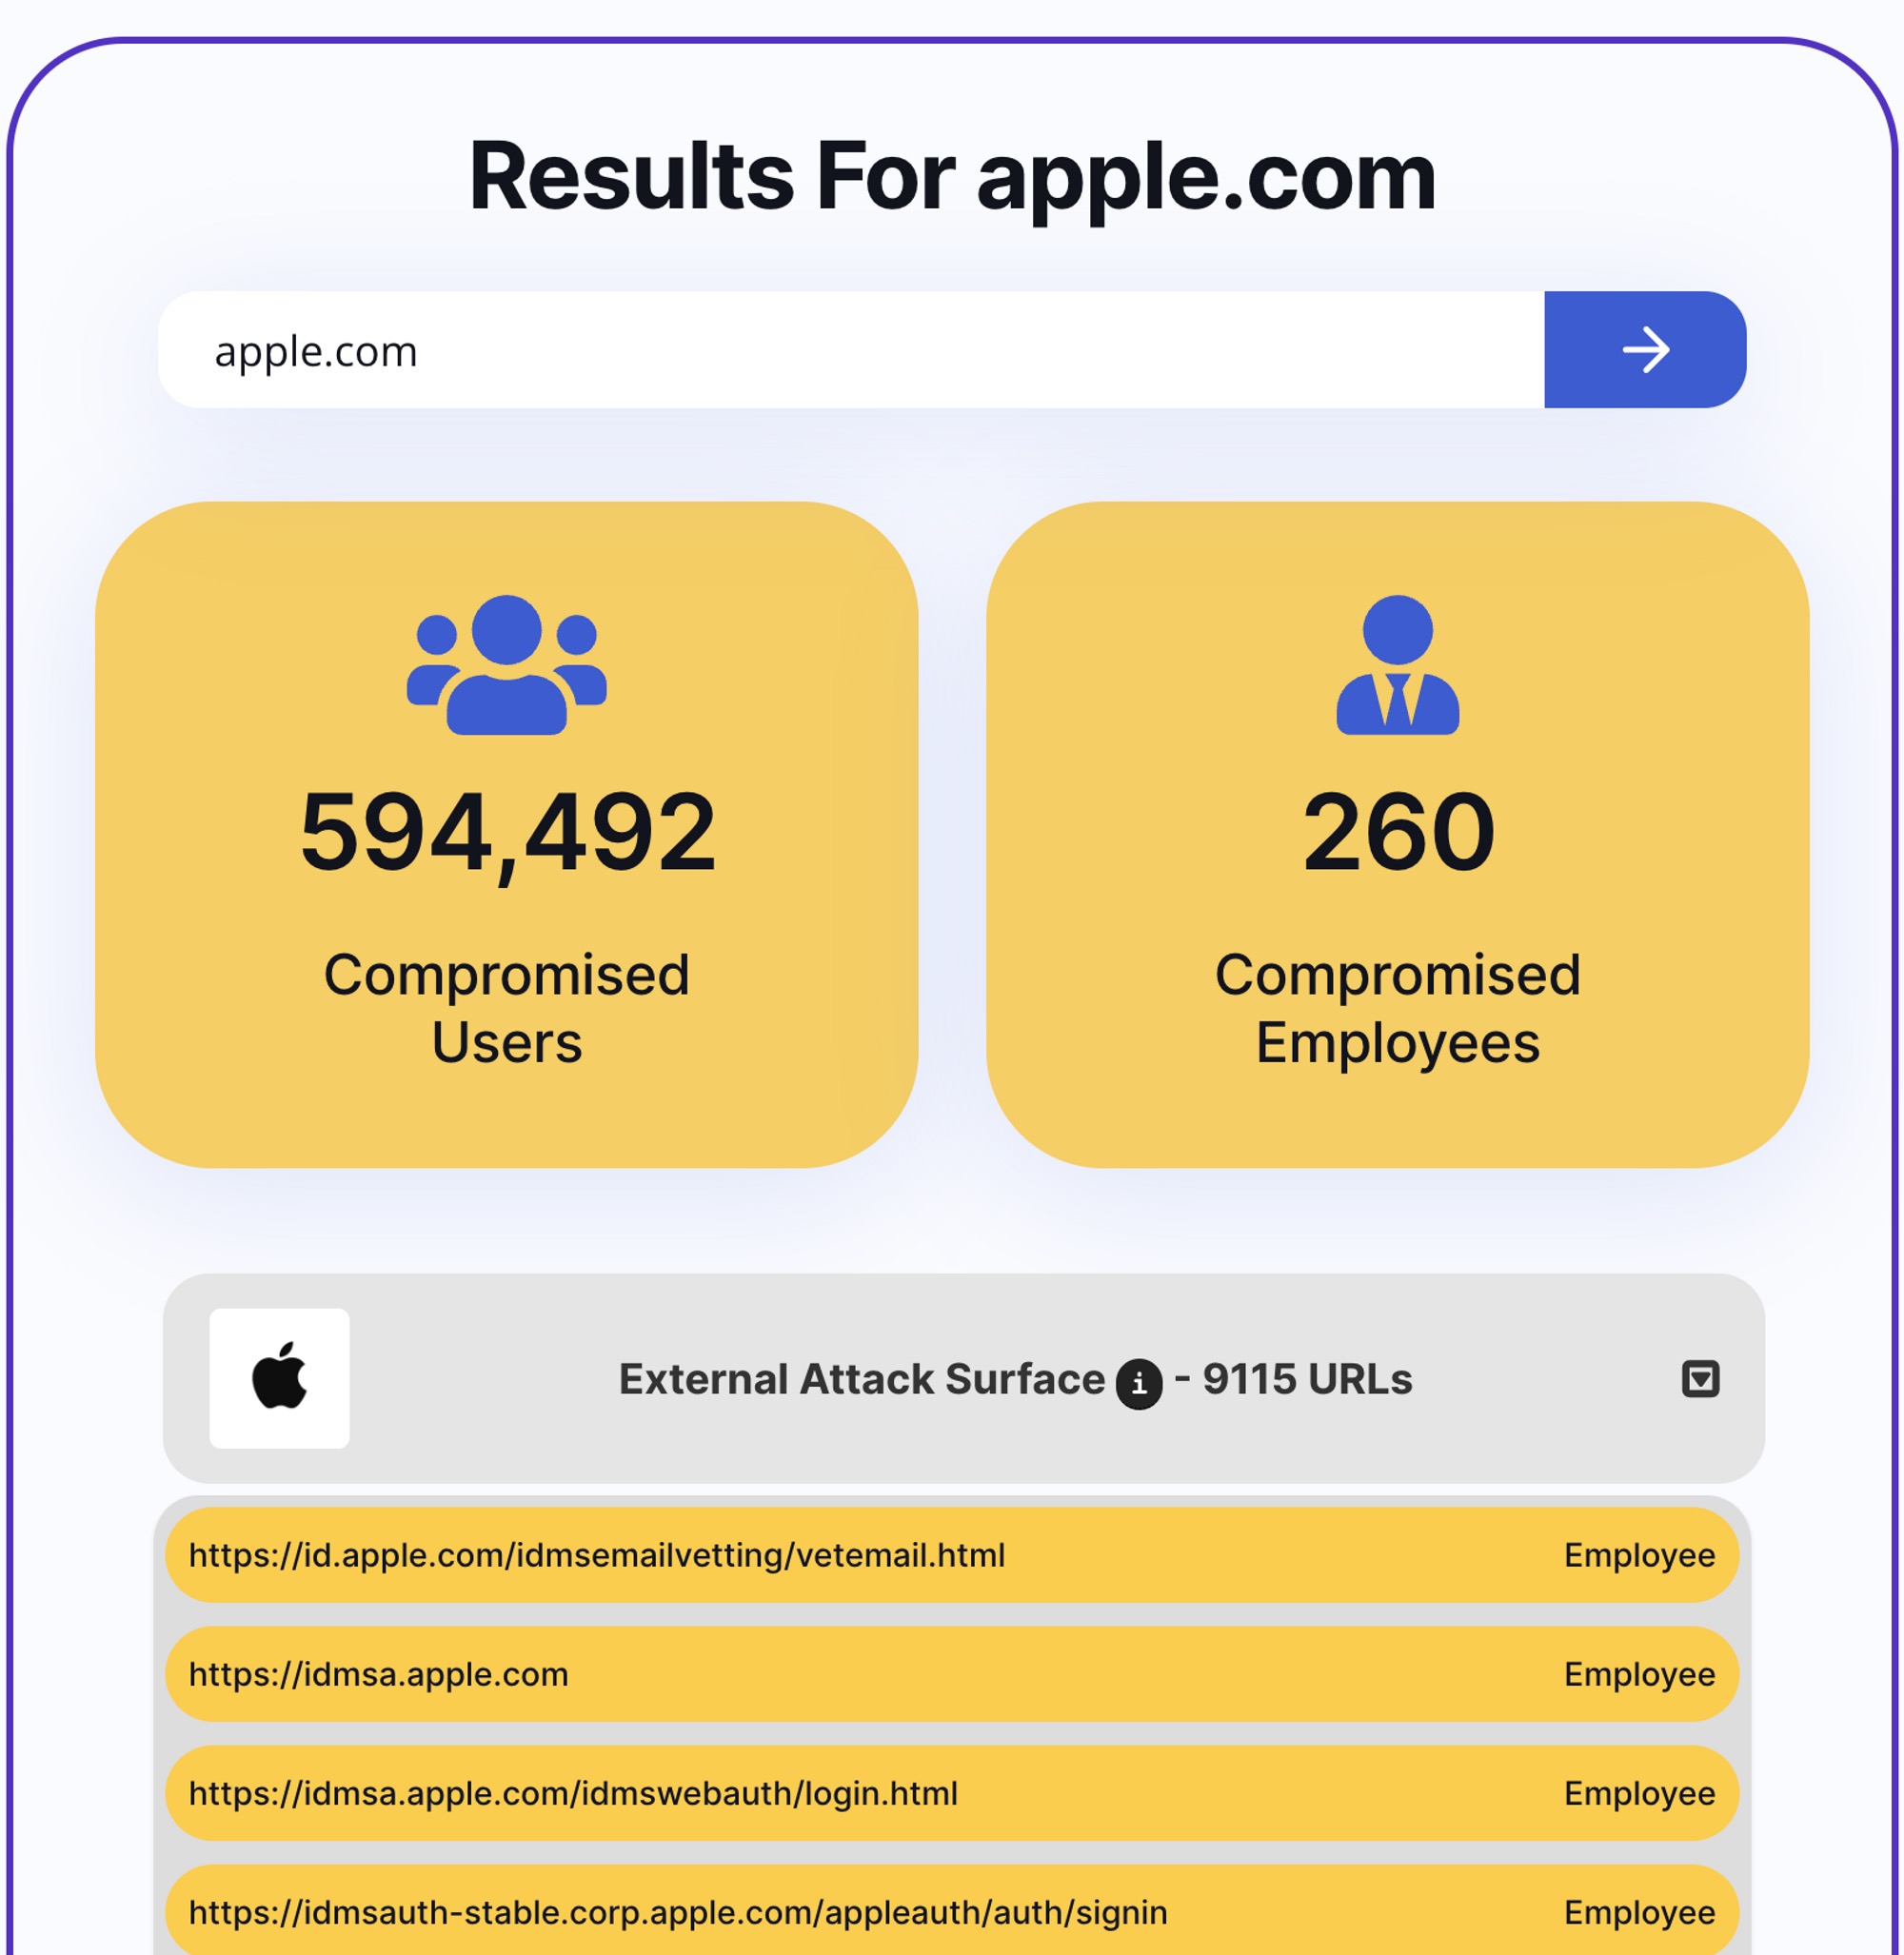 Results For apple.com
apple.com
594,492
Compromised
Users
260
Compromised
Employees
External Attack Surface i - 9115 URLs
https://id.apple.com/idmsemailvetting/vetemail.html Employee
https://idmsa.apple.com Employee
https://idmsa.apple.com/idmswebauth/login.html Employee
https://idmsauth-stable.corp.apple.com/appleauth/auth/signin Employee